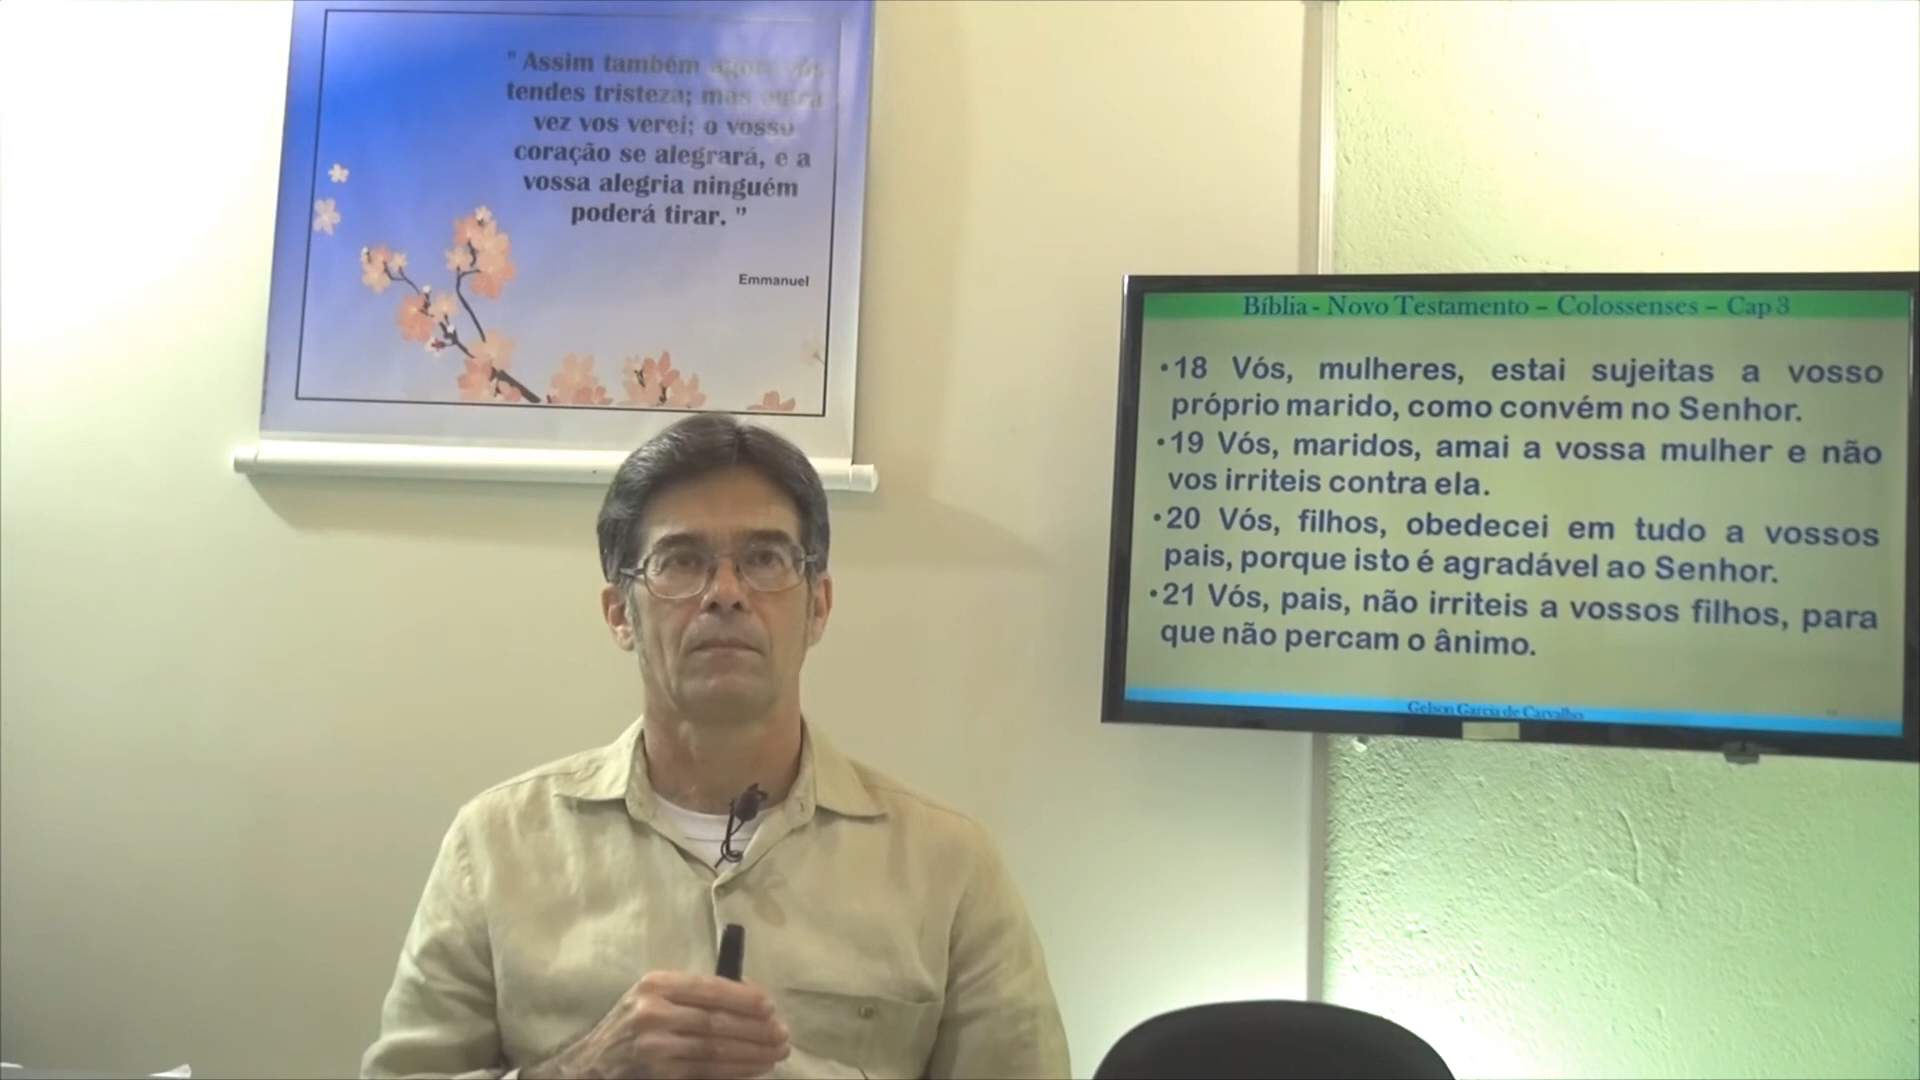 " Assim também agora vós
tendes tristeza; mas outra
vez vos verei; o vosso
coração se alegrará, e a
vossa alegria ninguém
poderá tirar. ”
Emmanuel
Bíblia - Novo Testamento – Colossenses – Cap 3
•18 Vós, mulheres, estai sujeitas a vosso
próprio marido, como convém no Senhor.
•19 Vós, maridos, amai a vossa mulher e não
vos irriteis contra ela.
•20 Vós, filhos, obedecei em tudo a vossos
pais, porque isto é agradável ao Senhor.
•21 Vós, pais, não irriteis a vossos filhos, para
que não percam o ânimo.
Gelson Garcia de Carvalho